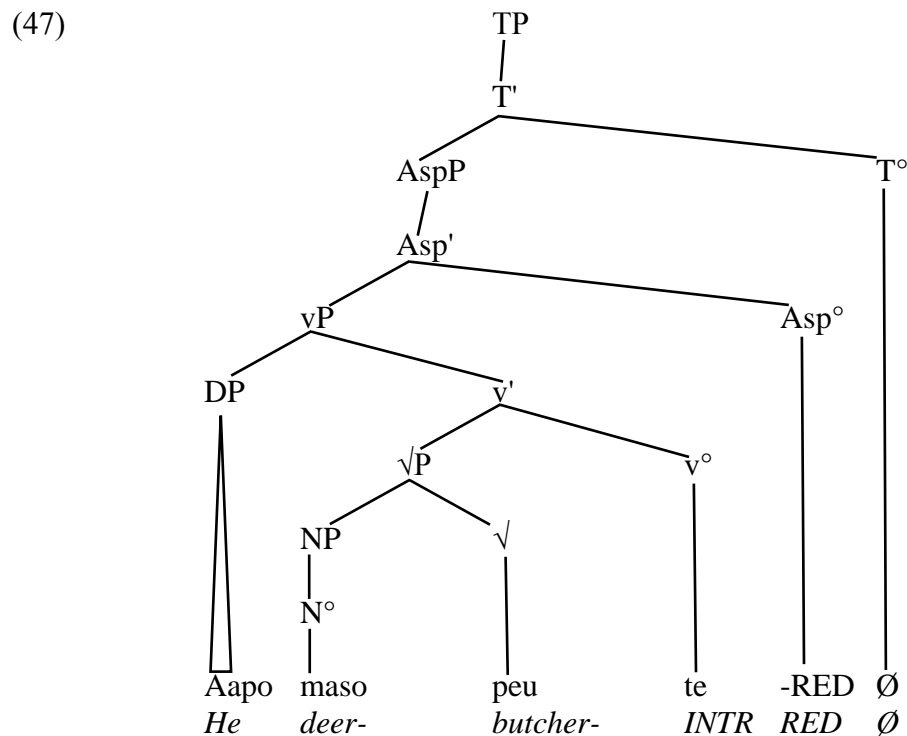 (47) TP
T'
AspP T°
Asp'
vP Asp°
DP v'
√P v°
NP √
N°
Aapo maso peu te -RED Ø
He deer- butcher- INTR RED Ø